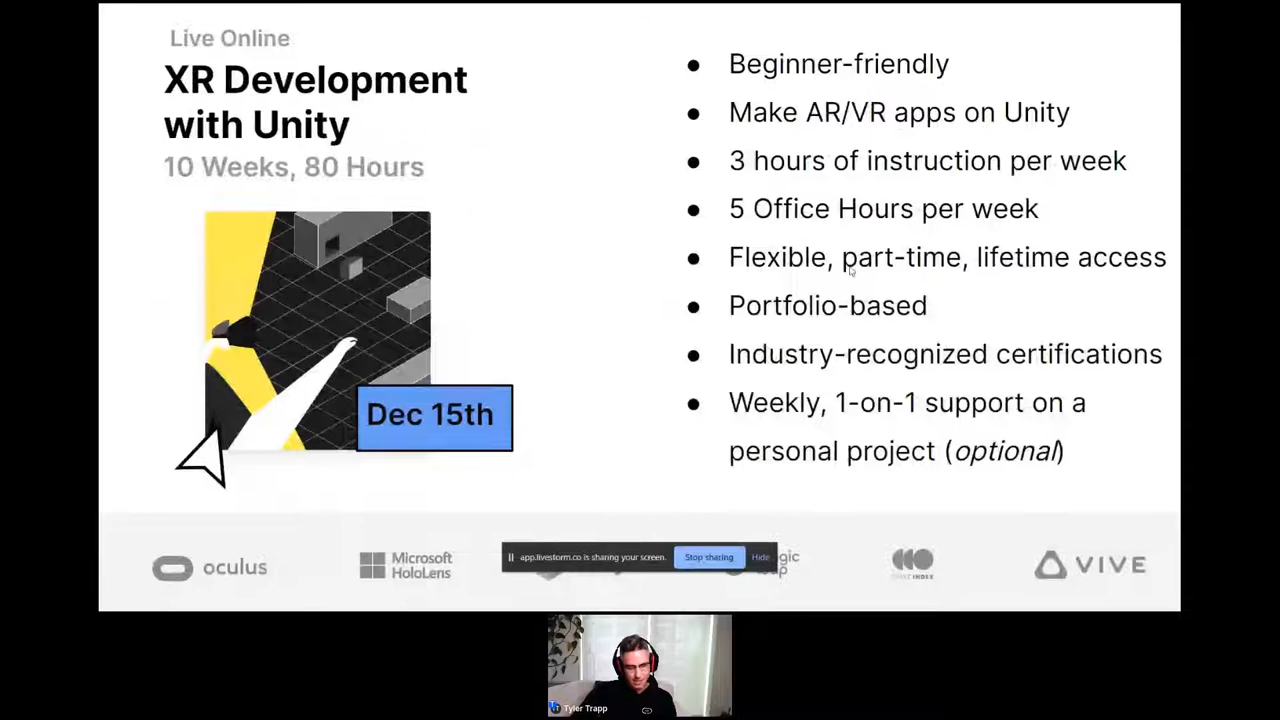 Live Online
XR Development
with Unity
10 Weeks, 80 Hours
Dec 15th
● Beginner-friendly
● Make AR/VR apps on Unity
● 3 hours of instruction per week
● 5 Office Hours per week
● Flexible, part-time, lifetime access
● Portfolio-based
● Industry-recognized certifications
● Weekly, 1-on-1 support on a
personal project (optional)
oculus
Microsoft
HoloLens
app.livestorm.co is sharing your screen.
Stop sharing
Hide
VIVE
Tyler Trapp